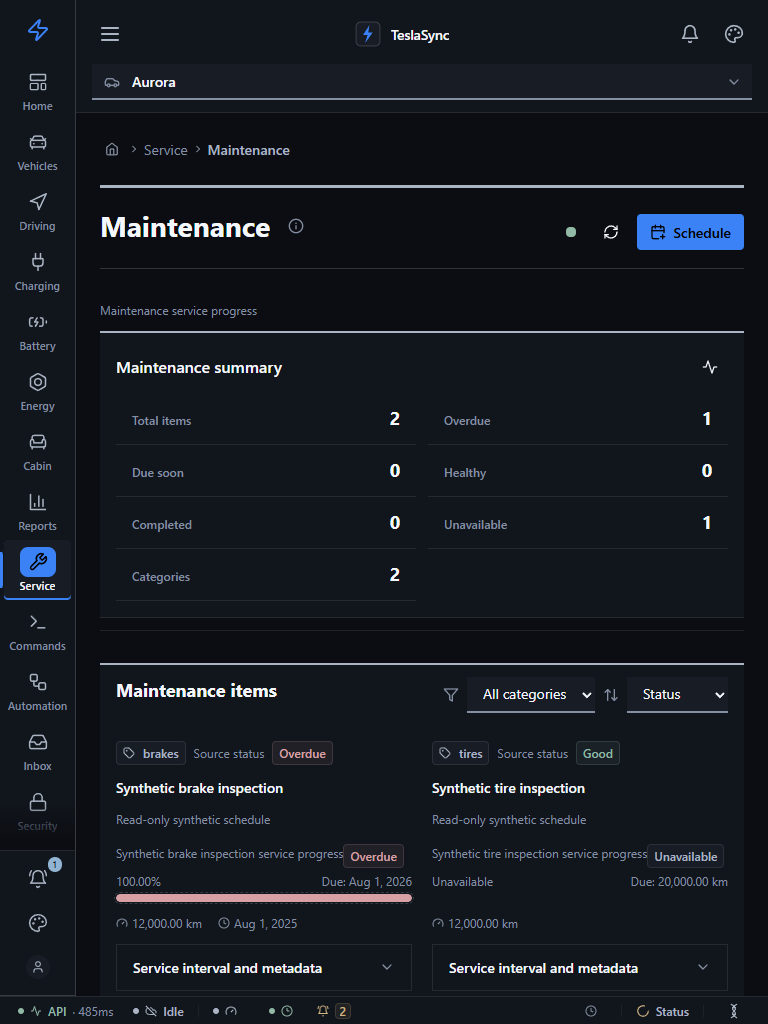 TeslaSync
Aurora
Home
Vehicles
Driving
Charging
Battery
Energy
Cabin
Reports
Service
Commands
Automation
Inbox
Security
1
Service
Maintenance
Maintenance
Schedule
Maintenance service progress
Maintenance summary
Total items 2
Overdue 1
Due soon 0
Healthy 0
Completed 0
Unavailable 1
Categories 2
Maintenance items
All categories
Status
brakes Source status Overdue
Synthetic brake inspection
Read-only synthetic schedule
Synthetic brake inspection service progress Overdue
100.00% Due: Aug 1, 2026
12,000.00 km Aug 1, 2025
Service interval and metadata
tires Source status Good
Synthetic tire inspection
Read-only synthetic schedule
Synthetic tire inspection service progress Unavailable
Unavailable Due: 20,000.00 km
12,000.00 km
Service interval and metadata
API · 485ms Idle 2 Status